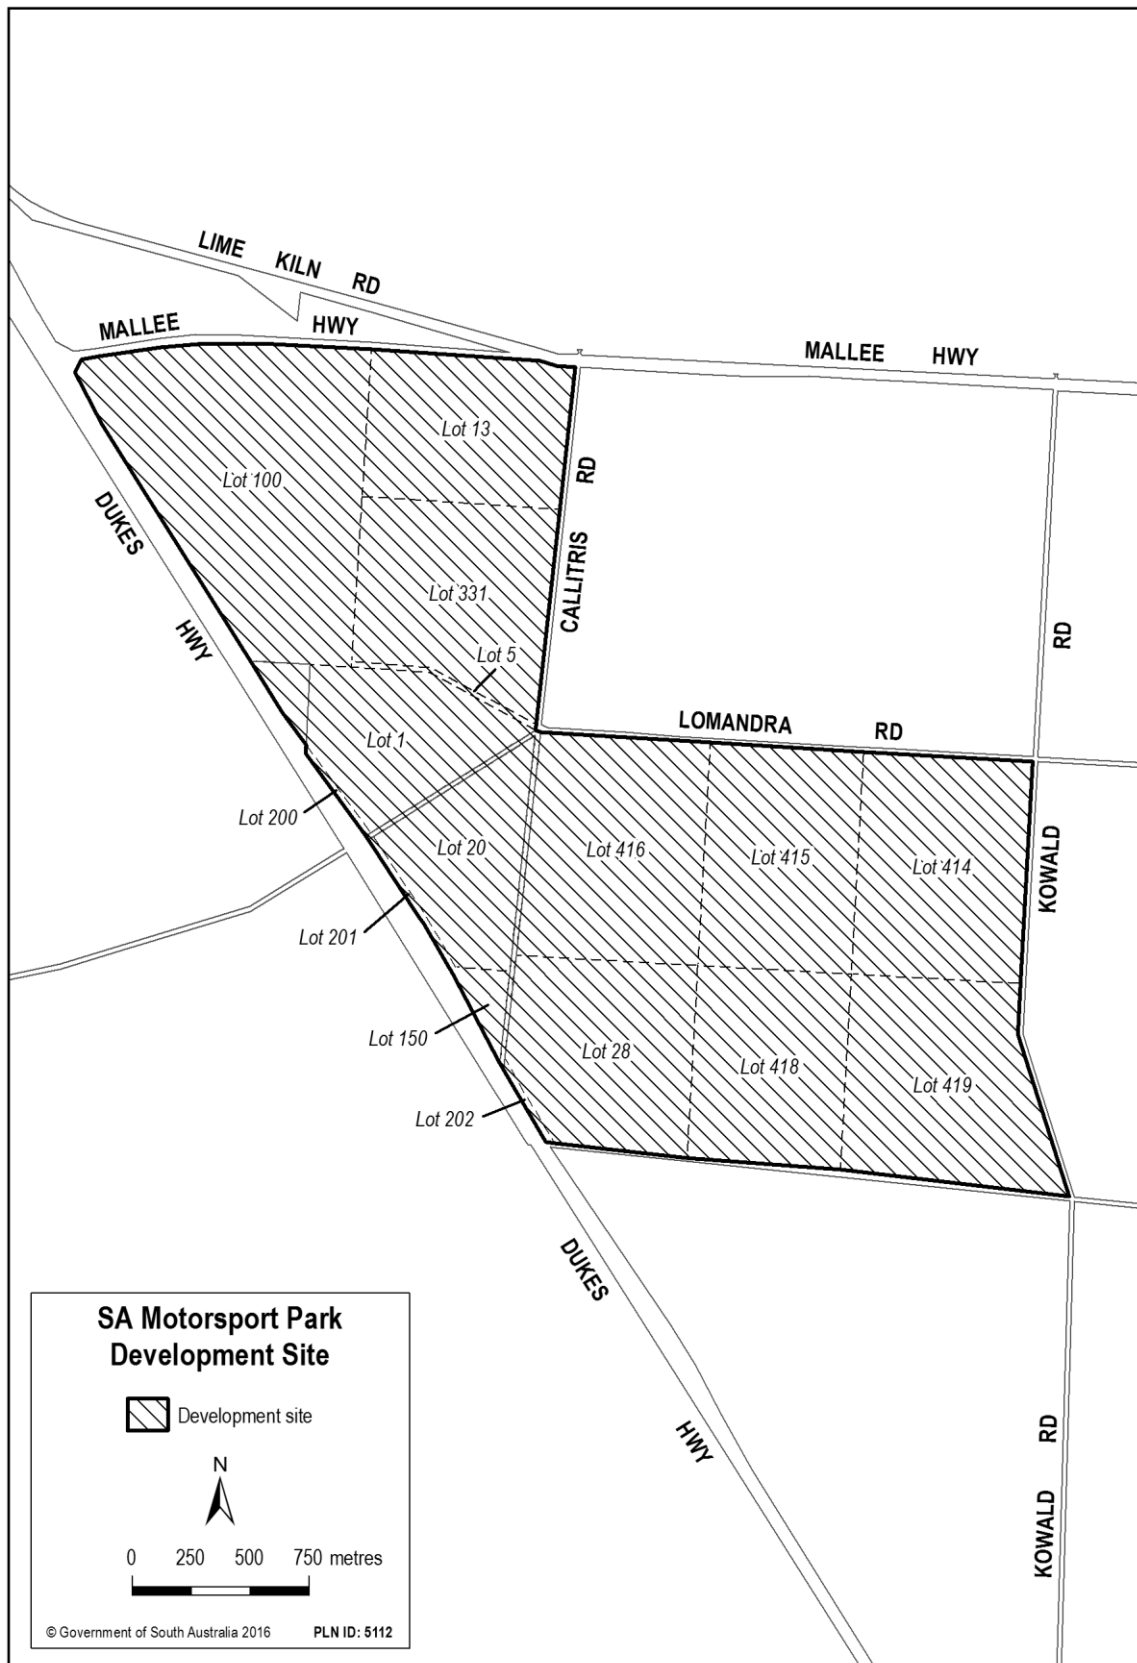 LIME KILN RD
MALLEE HWY
MALLEE HWY
Lot 13
RD
CALLITRIS
Lot 100
DUKES
HWY
Lot 331
RD
Lot 5
LOMANDRA RD
Lot 1
Lot 200
Lot 20
Lot 416
Lot 415
Lot 414
KOWALD
Lot 201
Lot 150
Lot 28
Lot 418
Lot 419
Lot 202
DUKES
HWY
RD
KOWALD
SA Motorsport Park
Development Site
Development site
N
0 250 500 750 metres
© Government of South Australia 2016 PLN ID: 5112